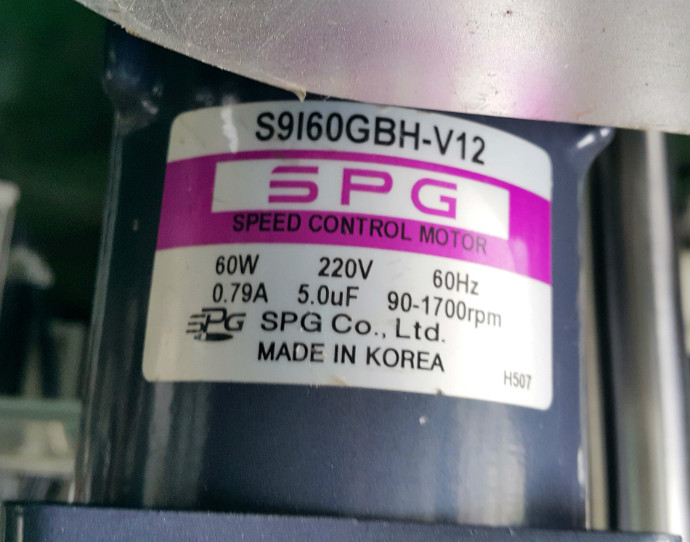 S9I60GBH-V12
SPG
SPEED CONTROL MOTOR
60W 220V 60Hz
0.79A 5.0uF 90-1700rpm
SPG SPG Co., Ltd.
MADE IN KOREA
H507